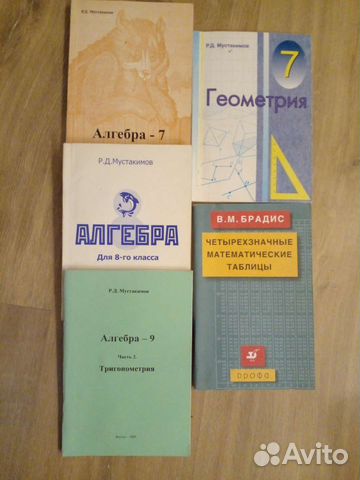 Р.Д. Мустакимов
Алгебра - 7
Р.Д. Мустакимов
7
Геометрия
Р.Д.Мустакимов
АЛГЕБРА
Для 8-го класса
В.М. БРАДИС
ЧЕТЫРЕХЗНАЧНЫЕ
МАТЕМАТИЧЕСКИЕ
ТАБЛИЦЫ
дрофа
Р.Д. Мустакимов
Алгебра – 9
Часть 2.
Тригонометрия
Avito